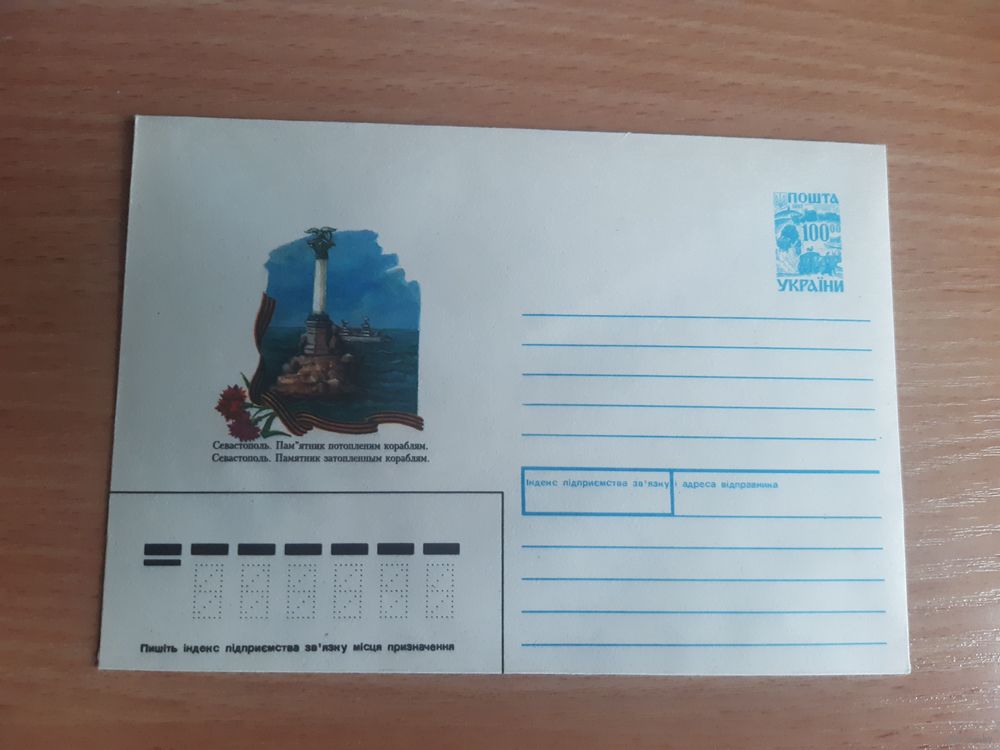 ПОШТА
100 00
УКРАЇНИ
Севастополь. Пам"ятник потопленим кораблям.
Севастополь. Памятник затопленным кораблям.
Індекс підприємства зв'язку і адреса відправника
Пишіть індекс підприємства зв'язку місця призначення